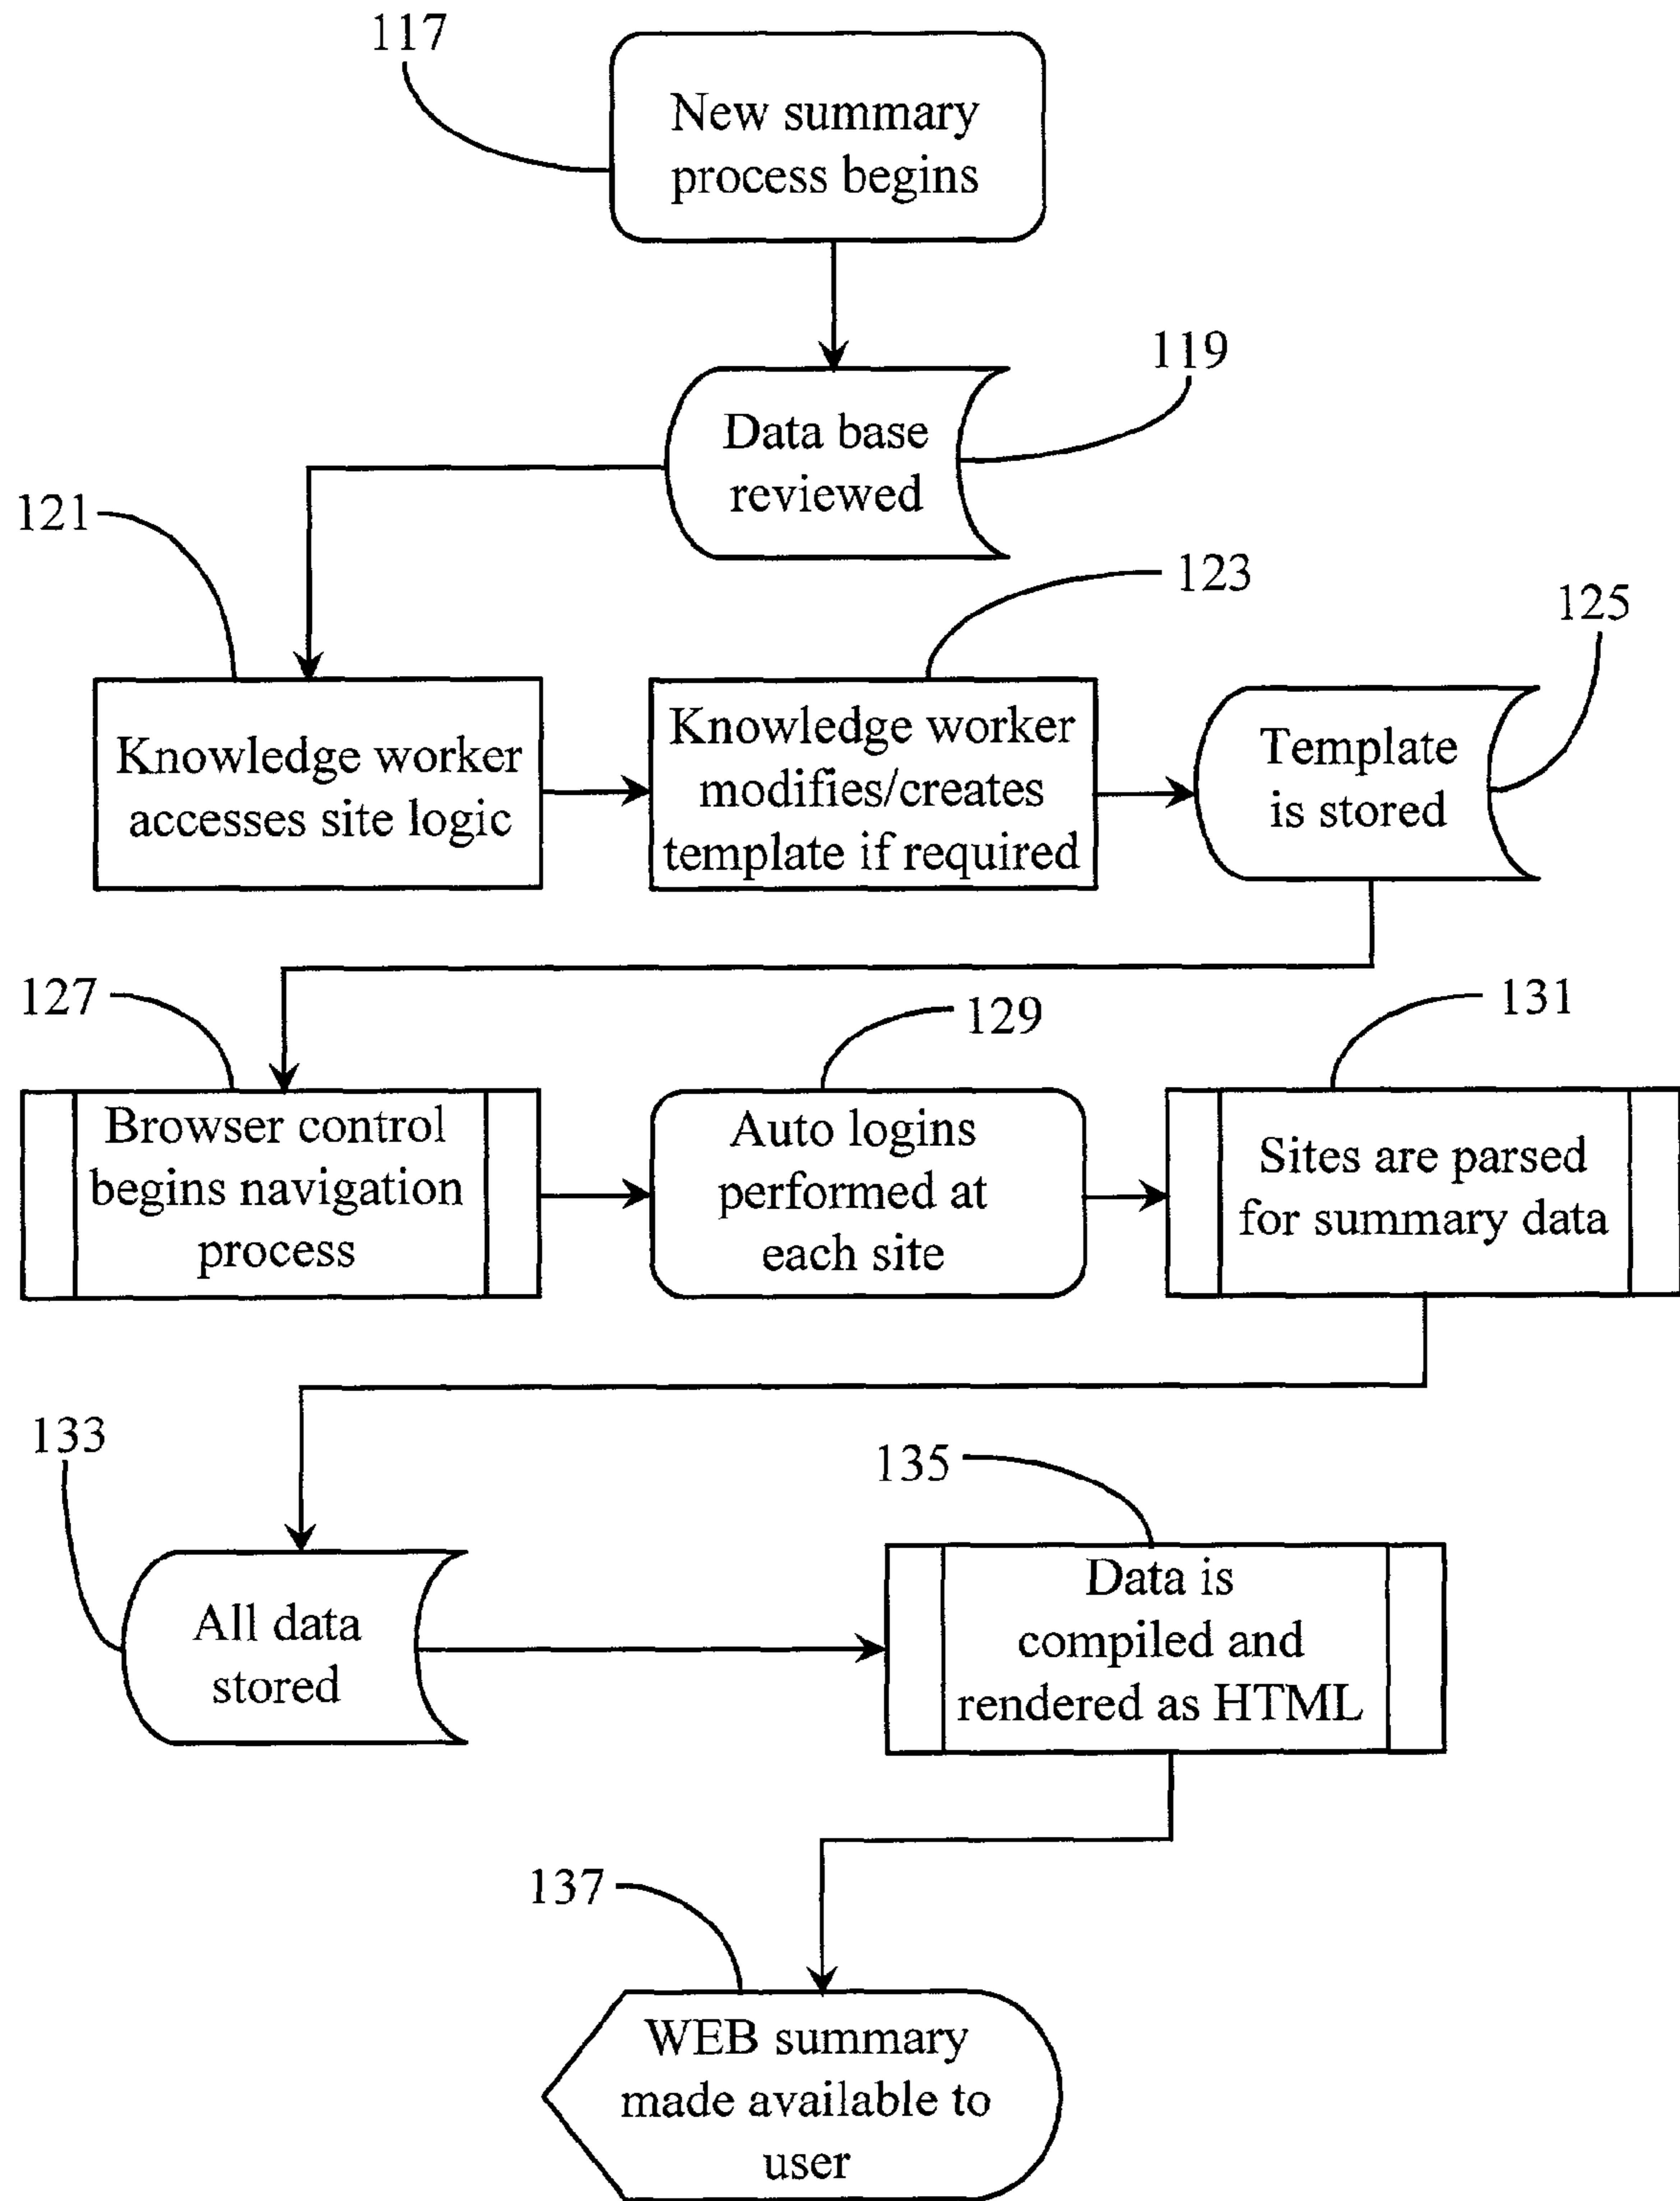 117
New summary
process begins
119
Data base
reviewed
121
123
125
Knowledge worker
accesses site logic
Knowledge worker
modifies/creates
template if required
Template
is stored
127
129
131
Browser control
begins navigation
process
Auto logins
performed at
each site
Sites are parsed
for summary data
133
135
All data
stored
Data is
compiled and
rendered as HTML
137
WEB summary
made available to
user